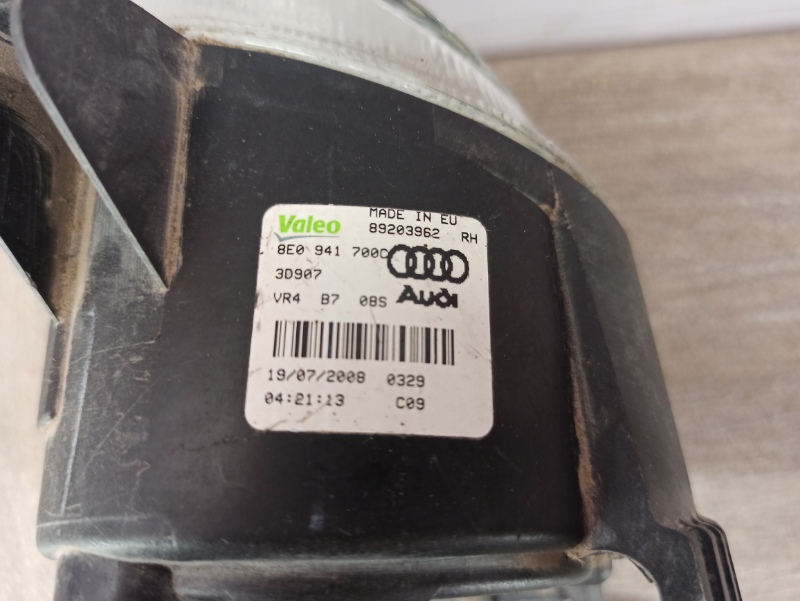 Valeo MADE IN EU
89203962 RH
8E0 941 700C
3D907
Audi
VR4 B7 08S
19/07/2008 0329
04:21:13 C09